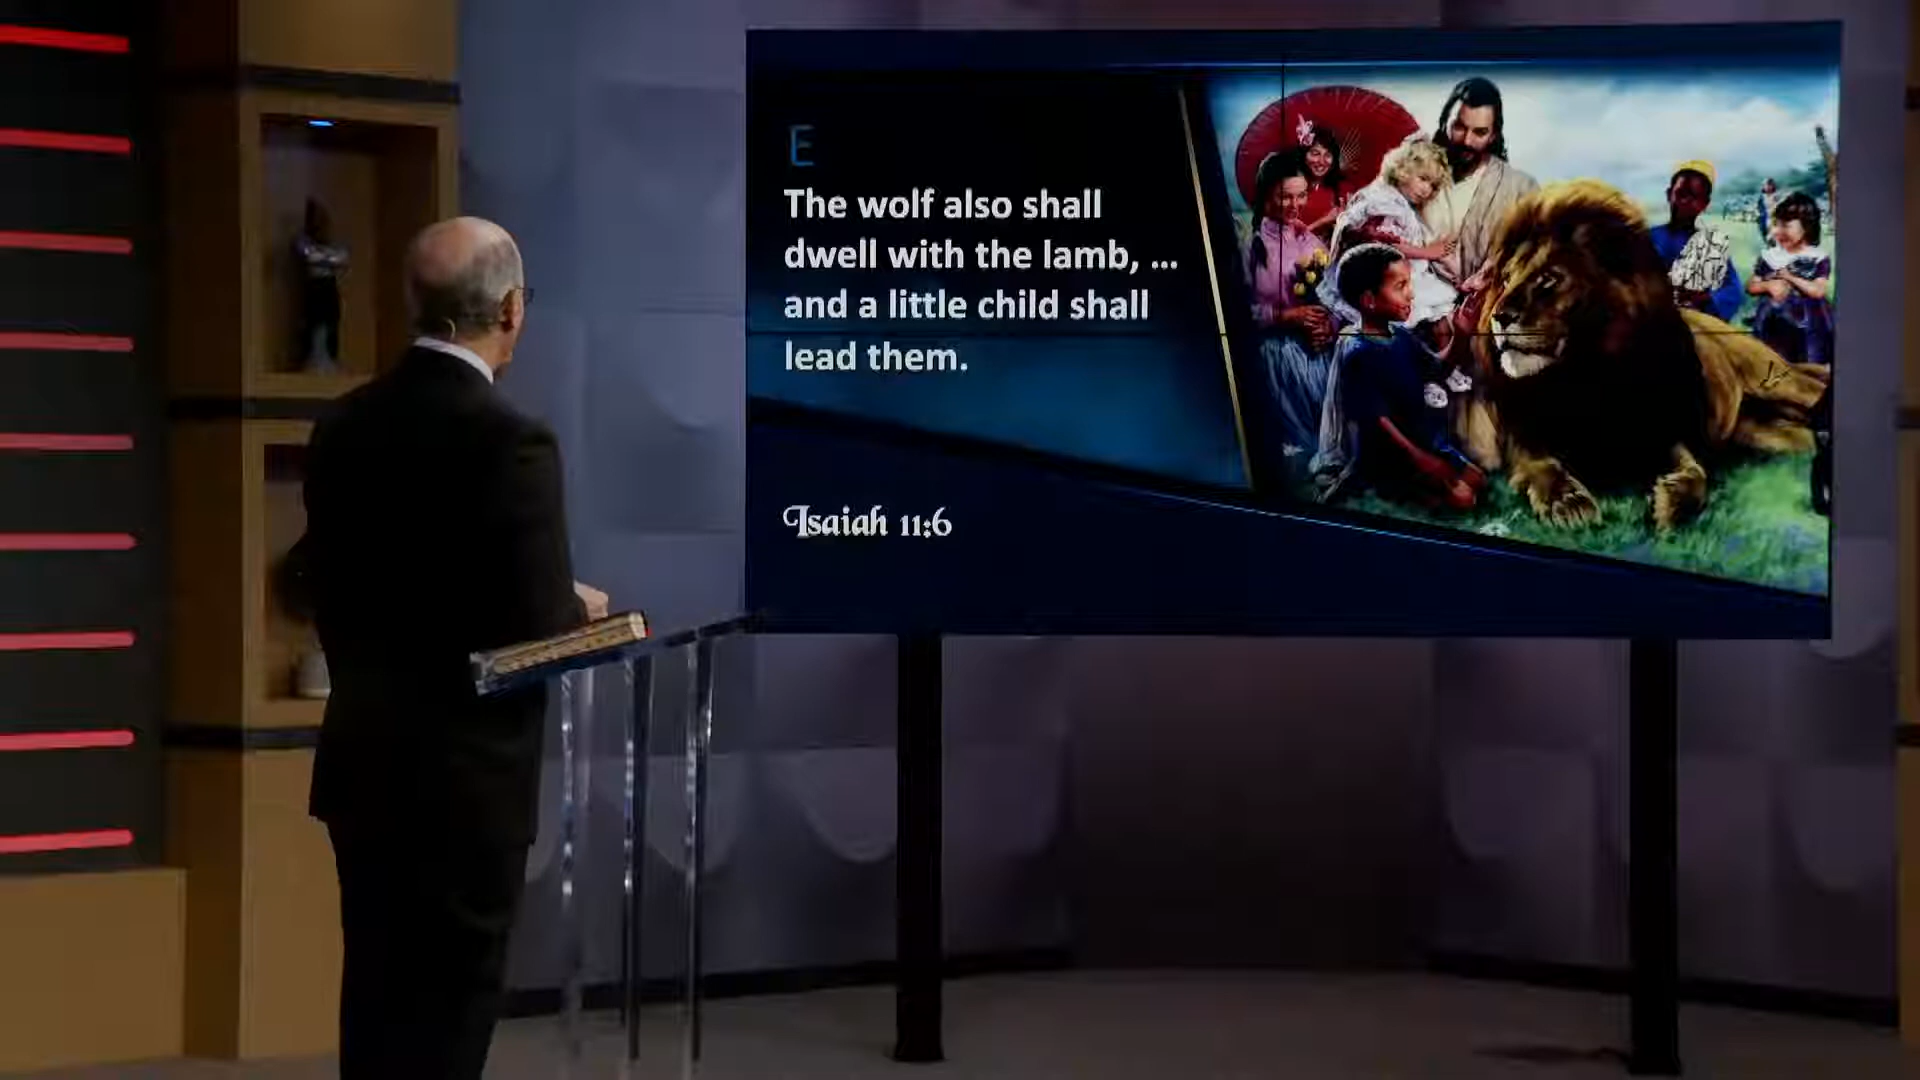 E
The wolf also shall
dwell with the lamb, ...
and a little child shall
lead them.
Isaiah 11:6